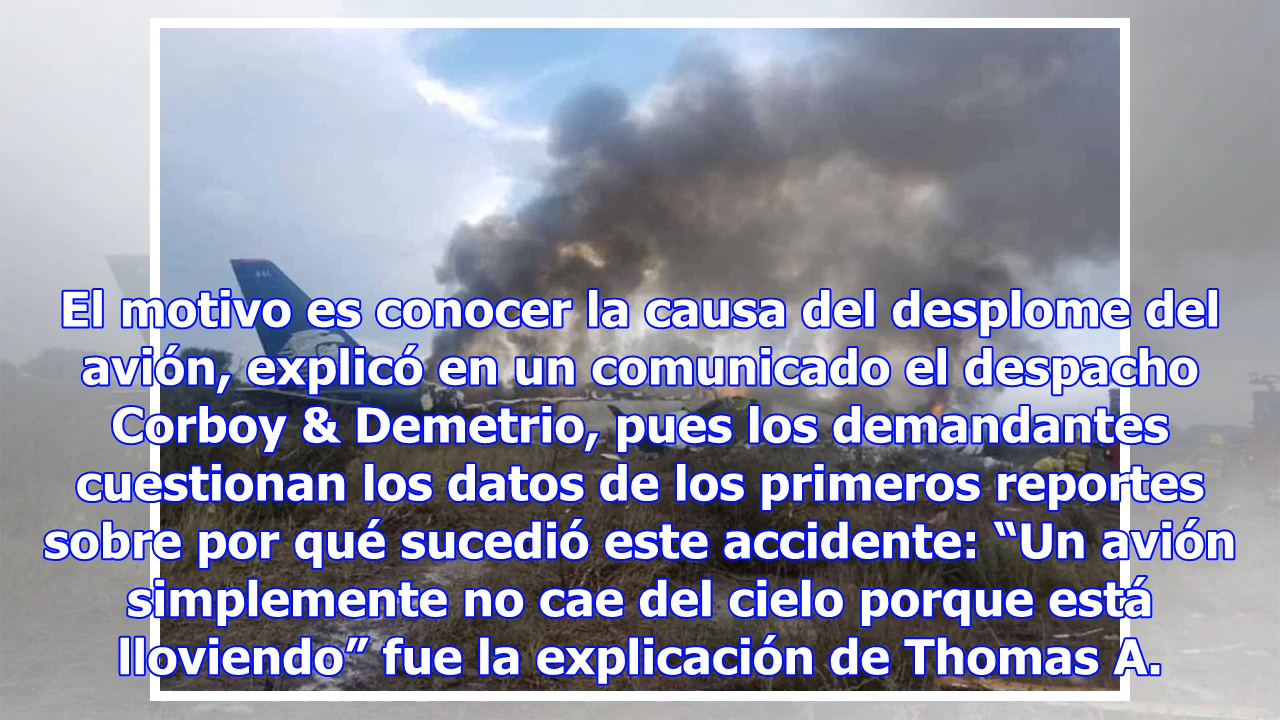 El motivo es conocer la causa del desplome del
avión, explicó en un comunicado el despacho
Corboy & Demetrio, pues los demandantes
cuestionan los datos de los primeros reportes
sobre por qué sucedió este accidente: “Un avión
simplemente no cae del cielo porque está
lloviendo” fue la explicación de Thomas A.